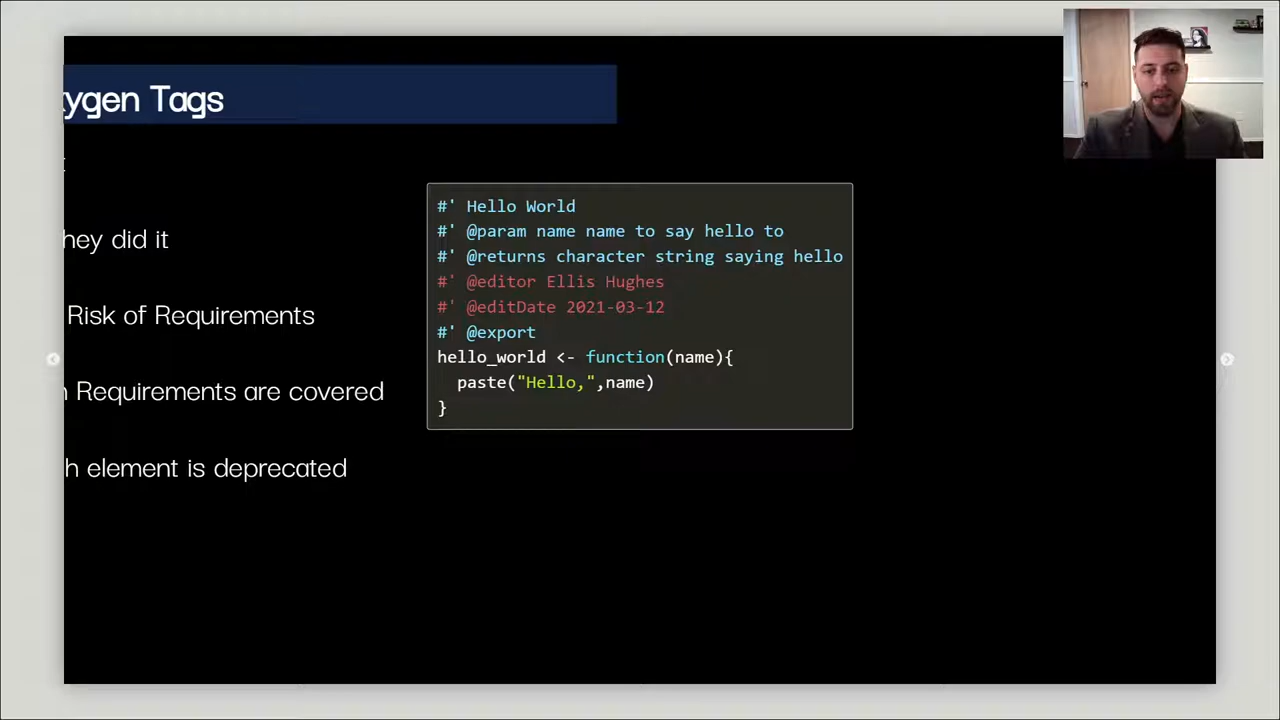 ygen Tags
hey did it
Risk of Requirements
Requirements are covered
h element is deprecated
#' Hello World
#' @param name name to say hello to
#' @returns character string saying hello
#' @editor Ellis Hughes
#' @editDate 2021-03-12
#' @export
hello_world <- function(name){
paste("Hello,",name)
}